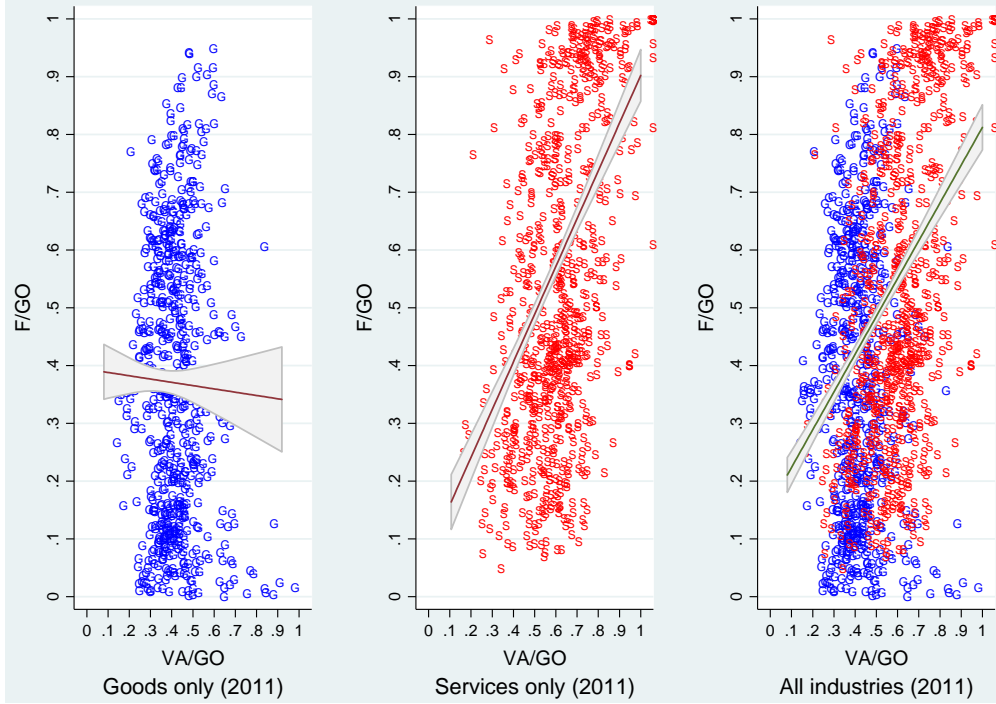 F/GO
1
.9
.8
.7
.6
.5
.4
.3
.2
.1
0
0 .1 .2 .3 .4 .5 .6 .7 .8 .9 1
VA/GO
Goods only (2011)
F/GO
1
.9
.8
.7
.6
.5
.4
.3
.2
.1
0
0 .1 .2 .3 .4 .5 .6 .7 .8 .9 1
VA/GO
Services only (2011)
F/GO
1
.9
.8
.7
.6
.5
.4
.3
.2
.1
0
0 .1 .2 .3 .4 .5 .6 .7 .8 .9 1
VA/GO
All industries (2011)